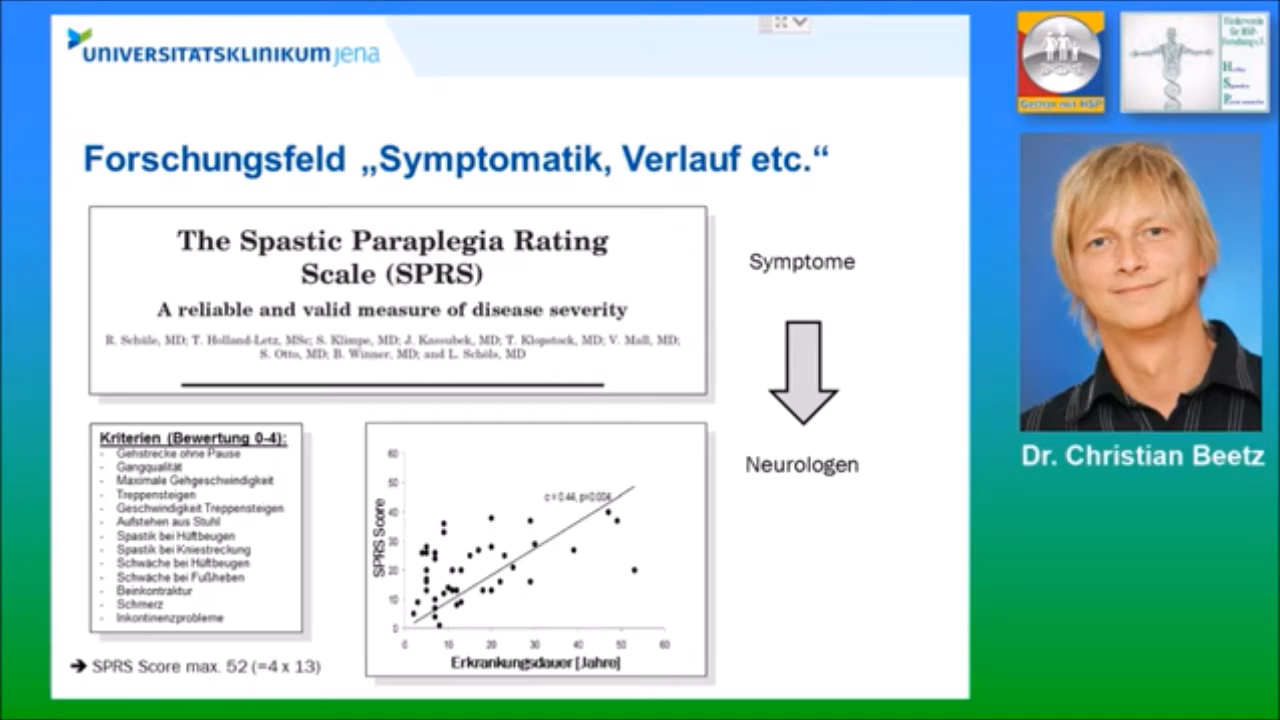 UNIVERSITÄTSKLINIKUM jena
Forschungsfeld „Symptomatik, Verlauf etc.“
The Spastic Paraplegia Rating
Scale (SPRS)
A reliable and valid measure of disease severity
R. Schüle, MD; T. Holland-Letz, MSc; S. Klimpe, MD; J. Kassubek, MD; T. Klopstock, MD; V. Mall, MD;
S. Otto, MD; B. Winner, MD; and L. Schöls, MD
Symptome
Neurologen
Kriterien (Bewertung 0-4):
- Gehstrecke ohne Pause
- Gangqualität
- Maximale Gehgeschwindigkeit
- Treppensteigen
- Geschwindigkeit Treppensteigen
- Aufstehen aus Stuhl
- Spastik bei Hüftbeugen
- Spastik bei Kniestreckung
- Schwäche bei Hüftbeugen
- Schwäche bei Fußheben
- Beinkontraktur
- Schmerz
- Inkontinenzprobleme
➔ SPRS Score max. 52 (=4 x 13)
SPRS Score
60
50
40
30
20
10
0
c = 0.44, p=0.004
0 10 20 30 40 50 60
Erkrankungsdauer [Jahre]
Förderverein
für HSP-
Forschung e.V.
Dr. Christian Beetz